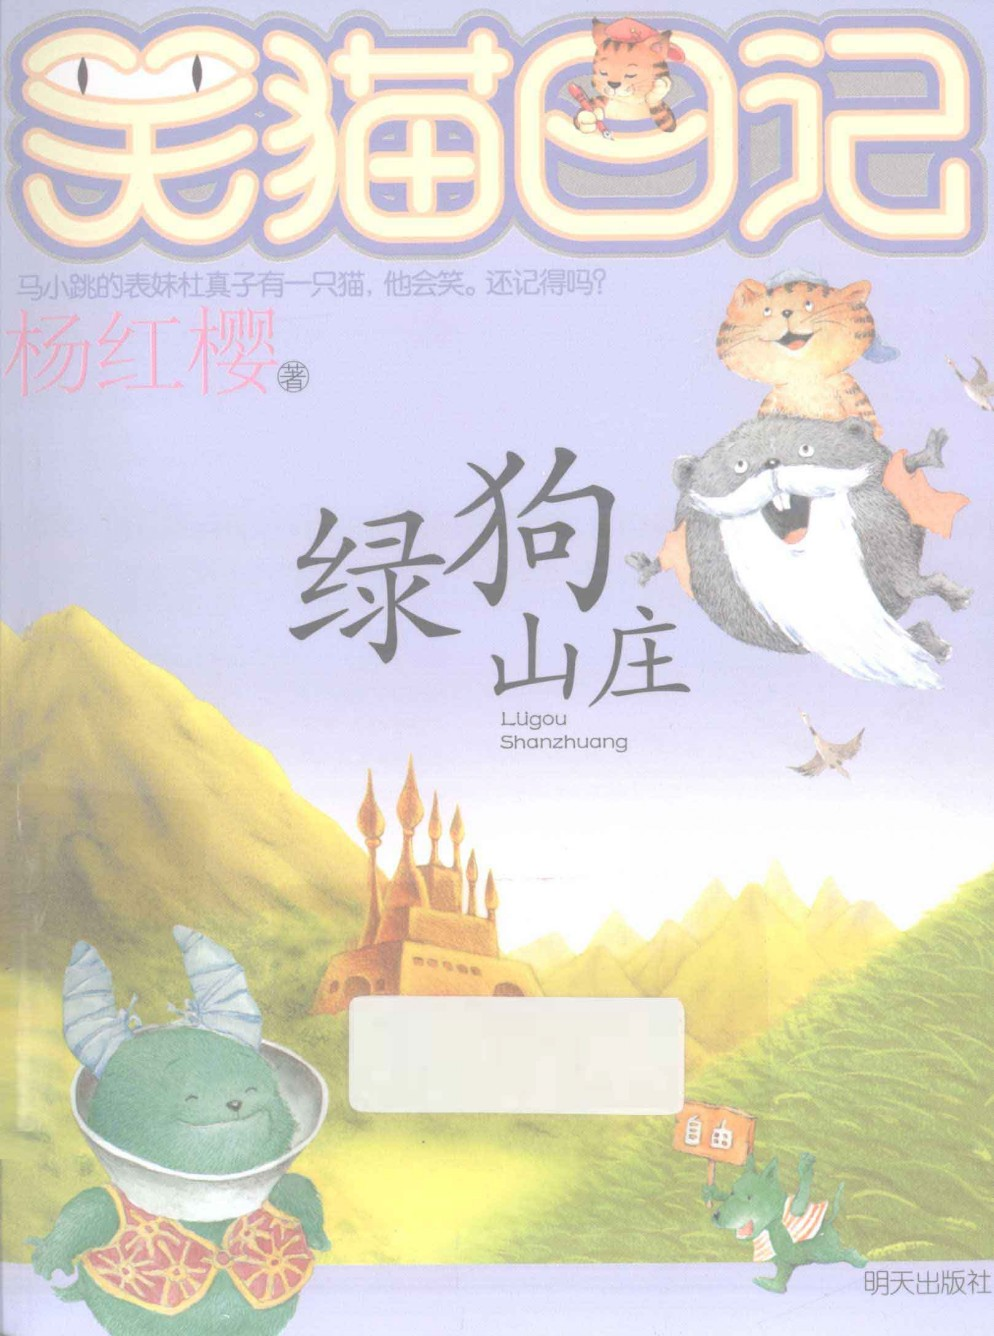 笑猫日记
马小跳的表妹杜真子有一只猫，他会笑。还记得吗？
杨红樱 著
绿狗
山庄
Lügou
Shanzhuang
自由
明天出版社